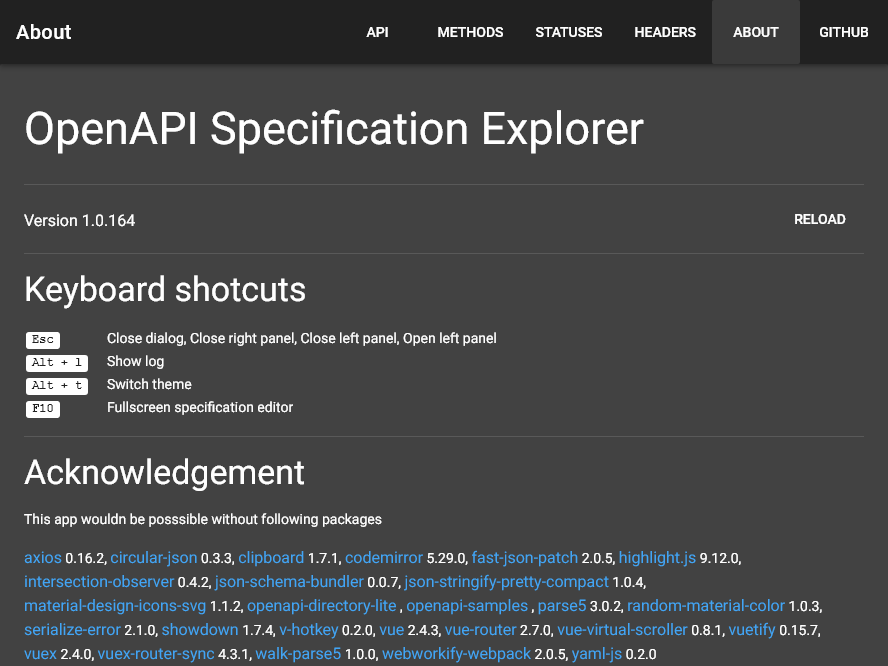 About API METHODS STATUSES HEADERS ABOUT GITHUB
OpenAPI Specification Explorer
Version 1.0.164 RELOAD
Keyboard shotcuts
Esc Close dialog, Close right panel, Close left panel, Open left panel
Alt + l Show log
Alt + t Switch theme
F10 Fullscreen specification editor
Acknowledgement
This app wouldn be posssible without following packages
axios 0.16.2, circular-json 0.3.3, clipboard 1.7.1, codemirror 5.29.0, fast-json-patch 2.0.5, highlight.js 9.12.0,
intersection-observer 0.4.2, json-schema-bundler 0.0.7, json-stringify-pretty-compact 1.0.4,
material-design-icons-svg 1.1.2, openapi-directory-lite , openapi-samples , parse5 3.0.2, random-material-color 1.0.3,
serialize-error 2.1.0, showdown 1.7.4, v-hotkey 0.2.0, vue 2.4.3, vue-router 2.7.0, vue-virtual-scroller 0.8.1, vuetify 0.15.7,
vuex 2.4.0, vuex-router-sync 4.3.1, walk-parse5 1.0.0, webworkify-webpack 2.0.5, yaml-js 0.2.0